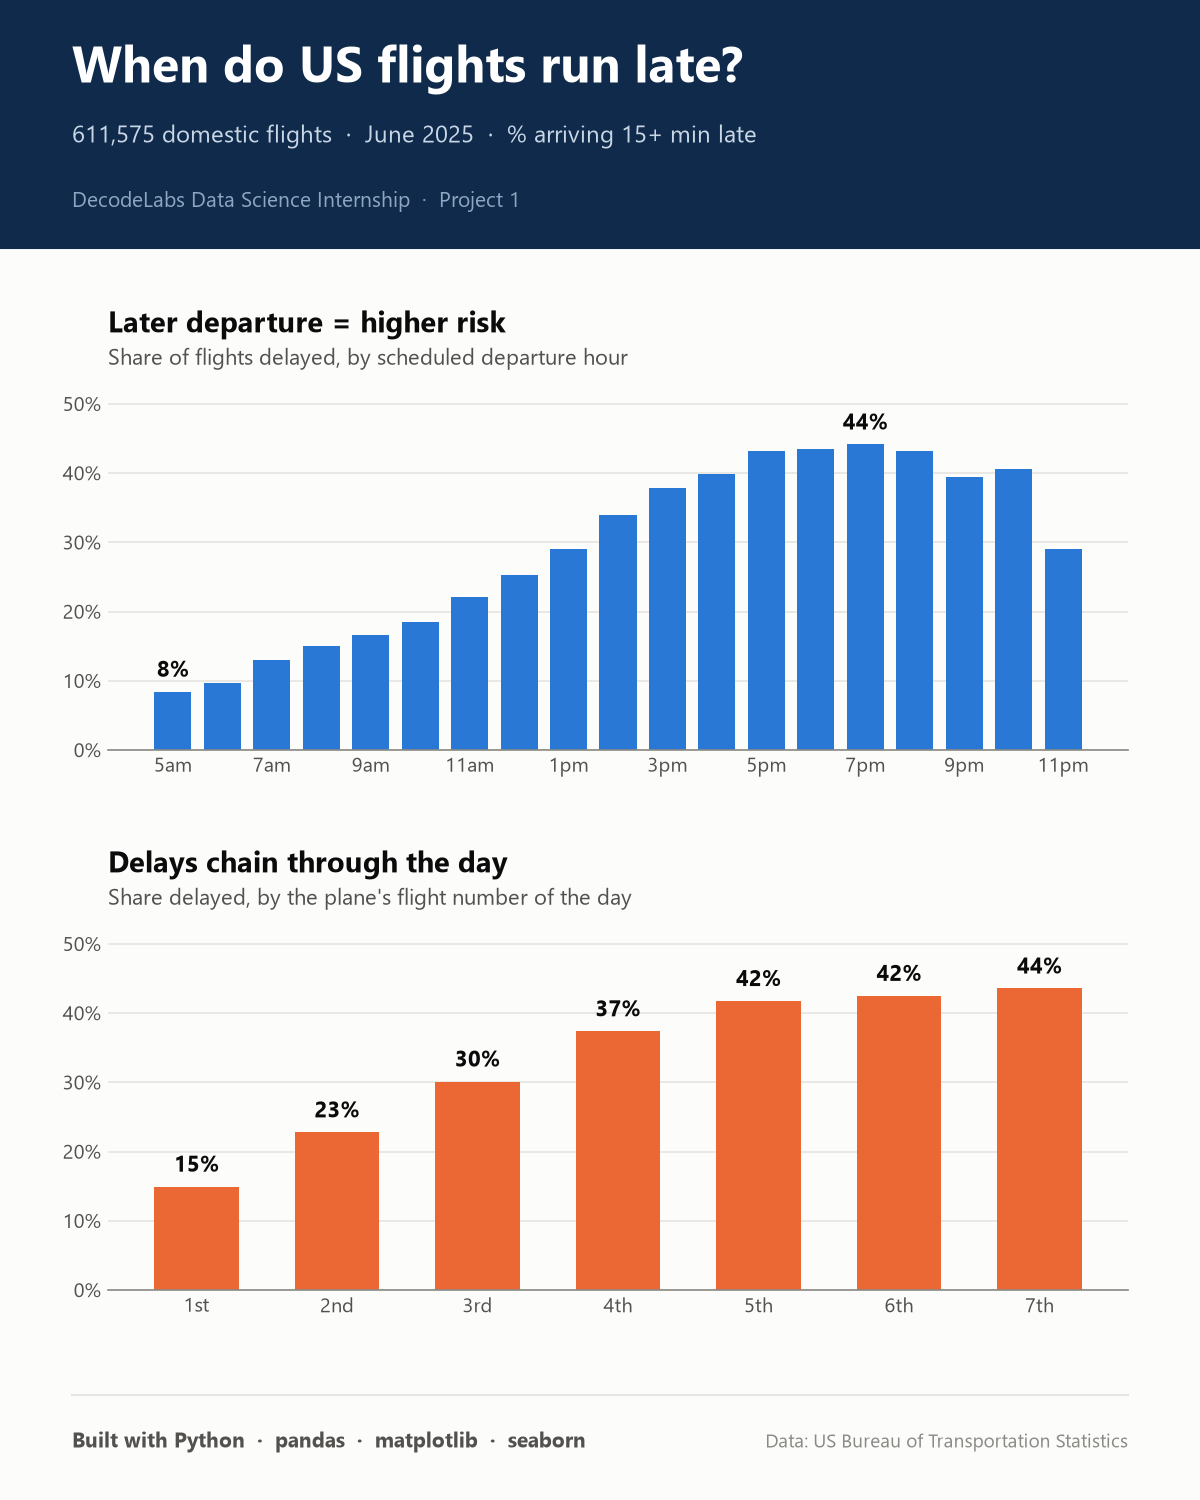 When do US flights run late?
611,575 domestic flights · June 2025 · % arriving 15+ min late
DecodeLabs Data Science Internship · Project 1
Later departure = higher risk
Share of flights delayed, by scheduled departure hour
50%
40%
30%
20%
10%
0%
8%
44%
5am 7am 9am 11am 1pm 3pm 5pm 7pm 9pm 11pm
Delays chain through the day
Share delayed, by the plane's flight number of the day
50%
40%
30%
20%
10%
0%
15% 23% 30% 37% 42% 42% 44%
1st 2nd 3rd 4th 5th 6th 7th
Built with Python · pandas · matplotlib · seaborn
Data: US Bureau of Transportation Statistics